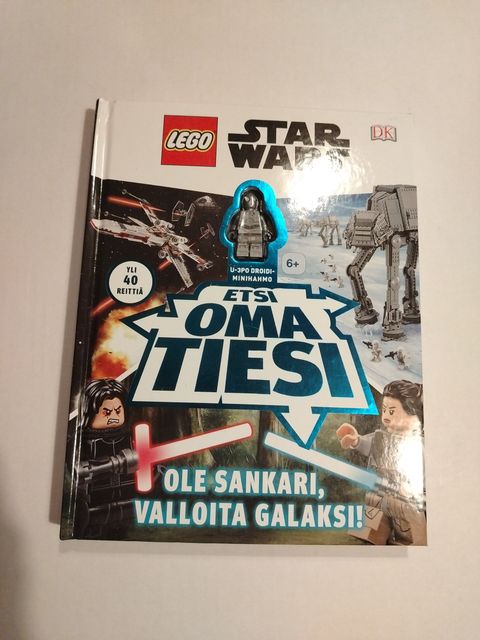 LEGO
STAR
WARS
DK
U-3PO DROIDI-
MINIHAHMO
6+
YLI
40
REITTIÄ
ETSI
OMA
TIESI
OLE SANKARI,
VALLOITA GALAKSI!